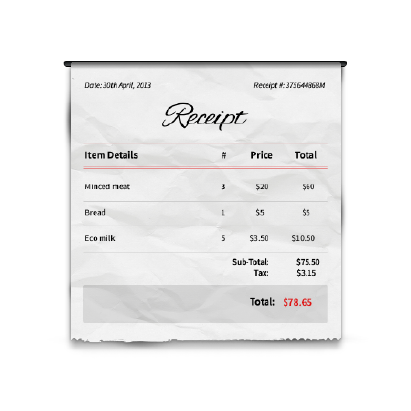 Date: 30th April, 2013 Receipt #: 375644868M
Receipt
Item Details # Price Total
Minced meat 3 $20 $60
Bread 1 $5 $5
Eco milk 5 $3.50 $10.50
Sub-Total: $75.50
Tax: $3.15
Total: $78.65